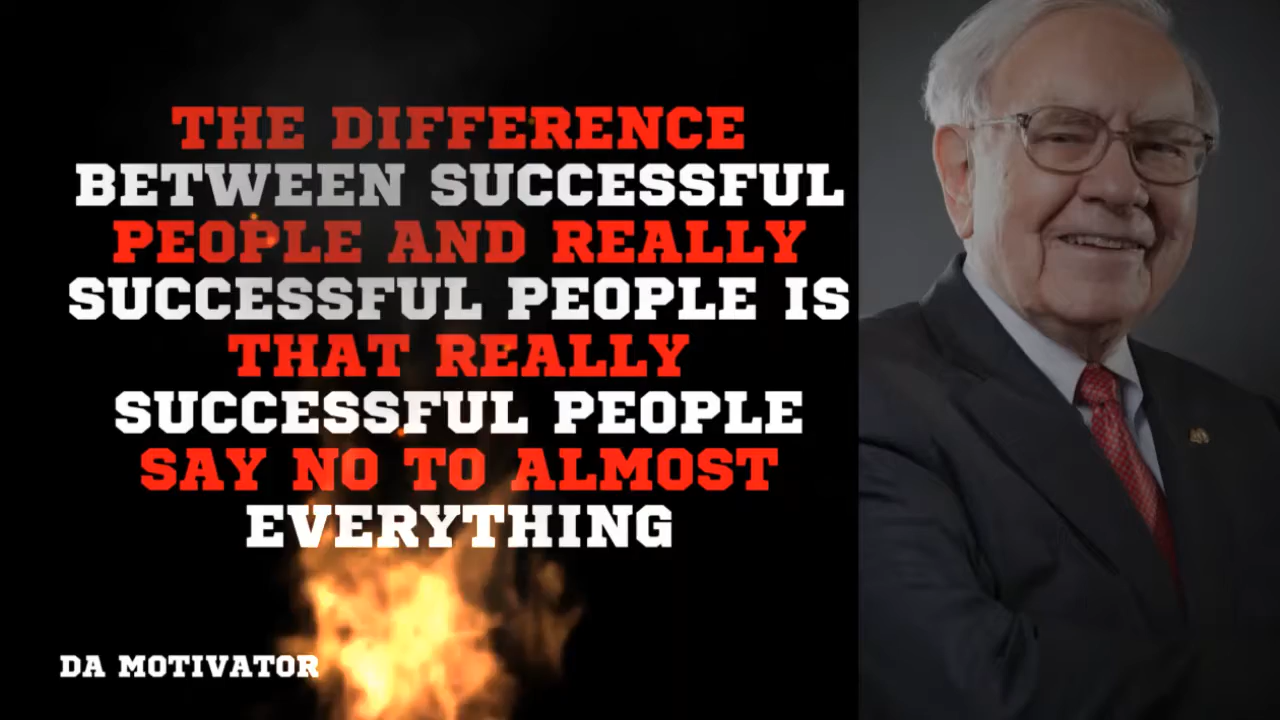 THE DIFFERENCE
BETWEEN SUCCESSFUL
PEOPLE AND REALLY
SUCCESSFUL PEOPLE IS
THAT REALLY
SUCCESSFUL PEOPLE
SAY NO TO ALMOST
EVERYTHING
DA MOTIVATOR